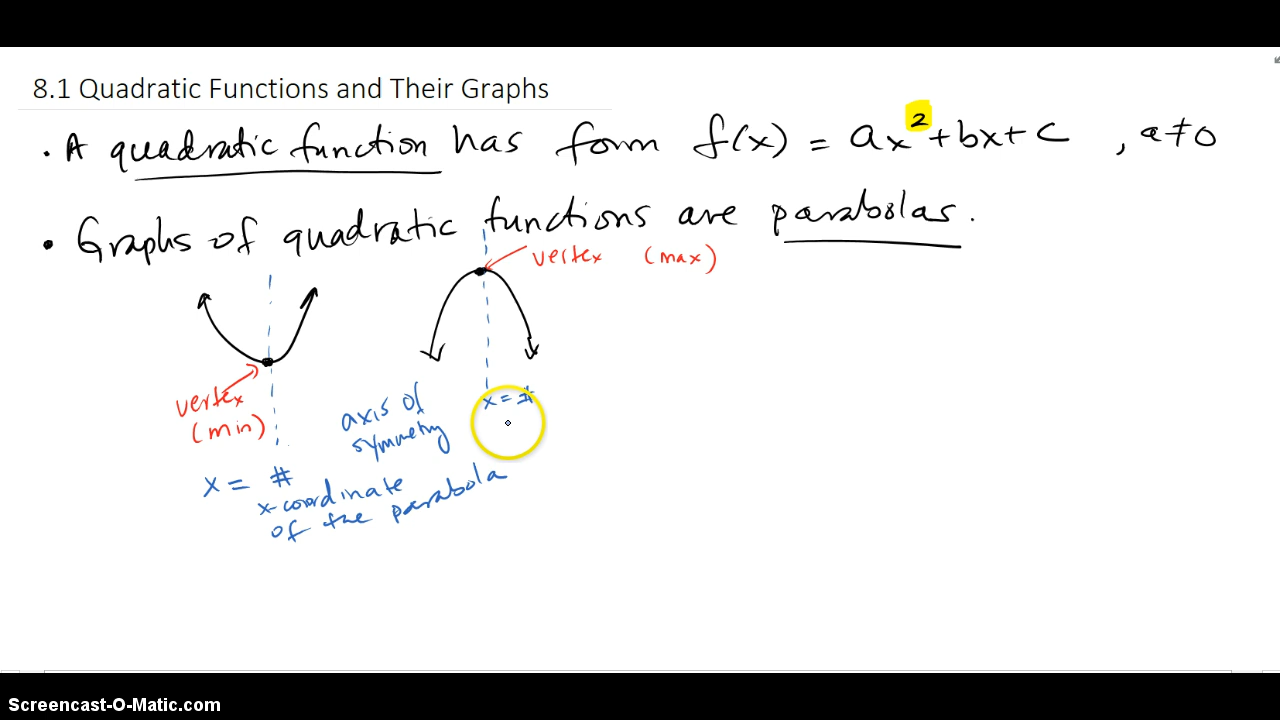 8.1 Quadratic Functions and Their Graphs
• A quadratic function has form f(x) = ax²+bx+c , a≠0
• Graphs of quadratic functions are parabolas.
vertex (max)
vertex
(min)
axis of
symmetry
x = #
x = #
x-coordinate
of the parabola
Screencast-O-Matic.com